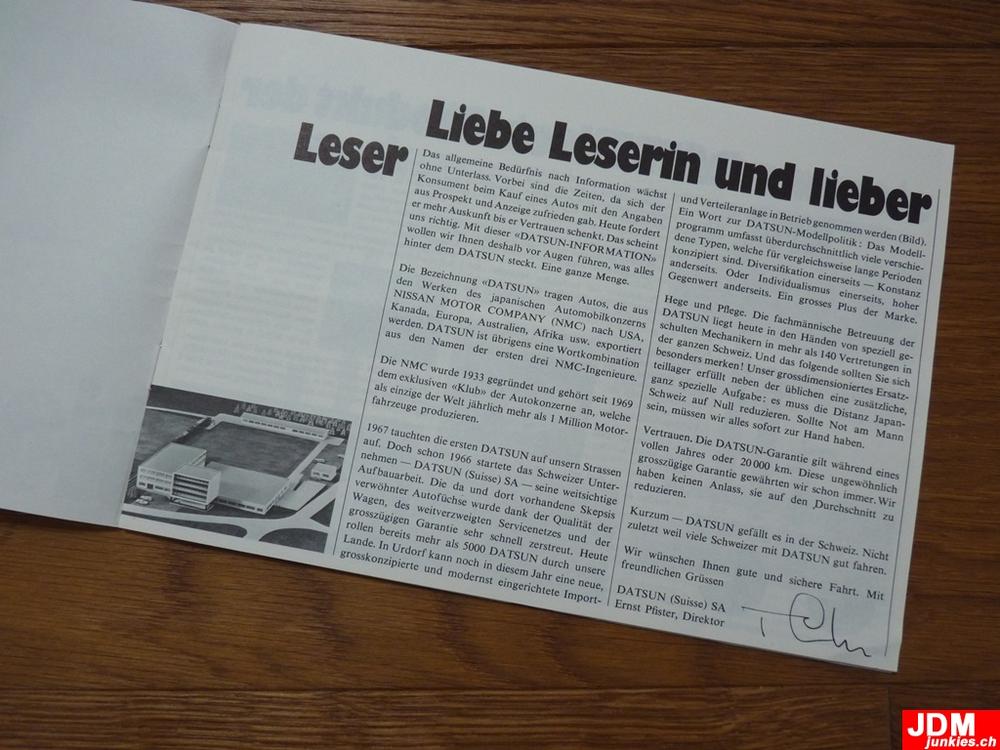 Liebe Leserin und lieber
Leser
Das allgemeine Bedürfnis nach Information wächst
ohne Unterlass. Vorbei sind die Zeiten, da sich der
Konsument beim Kauf eines Autos mit den Angaben
aus Prospekt und Anzeige zufrieden gab. Heute fordert
er mehr Auskunft bis er Vertrauen schenkt. Das scheint
uns richtig. Mit dieser «DATSUN-INFORMATION»
wollen wir Ihnen deshalb vor Augen führen, was alles
hinter dem DATSUN steckt. Eine ganze Menge.
Die Bezeichnung «DATSUN» tragen Autos, die aus
den Werken des japanischen Automobilkonzerns
NISSAN MOTOR COMPANY (NMC) nach USA,
Kanada, Europa, Australien, Afrika usw. exportiert
werden. DATSUN ist übrigens eine Wortkombination
aus den Namen der ersten drei NMC-Ingenieure.
Die NMC wurde 1933 gegründet und gehört seit 1969
dem exklusiven «Klub» der Autokonzerne an, welche
als einzige der Welt jährlich mehr als 1 Million Motor-
fahrzeuge produzieren.
1967 tauchten die ersten DATSUN auf unsern Strassen
auf. Doch schon 1966 startete das Schweizer Unter-
nehmen — DATSUN (Suisse) SA — seine weitsichtige
Aufbauarbeit. Die da und dort vorhandene Skepsis
verwöhnter Autofüchse wurde dank der Qualität der
Wagen, des weitverzweigten Servicenetzes und der
grosszügigen Garantie sehr schnell zerstreut. Heute
rollen bereits mehr als 5000 DATSUN durch unsere
Lande. In Urdorf kann noch in diesem Jahr eine neue,
grosskonzipierte und modernst eingerichtete Import-
und Verteileranlage in Betrieb genommen werden (Bild).
Ein Wort zur DATSUN-Modellpolitik: Das Modell-
programm umfasst überdurchschnittlich viele verschie-
dene Typen, welche für vergleichsweise lange Perioden
konzipiert sind. Diversifikation einerseits — Konstanz
anderseits. Oder Individualismus einerseits, hoher
Gegenwert anderseits. Ein grosses Plus der Marke.
Hege und Pflege. Die fachmännische Betreuung der
DATSUN liegt heute in den Händen von speziell ge-
schulten Mechanikern in mehr als 140 Vertretungen in
der ganzen Schweiz. Und das folgende sollten Sie sich
besonders merken! Unser grossdimensioniertes Ersatz-
teillager erfüllt neben der üblichen eine zusätzliche,
ganz spezielle Aufgabe: es muss die Distanz Japan-
Schweiz auf Null reduzieren. Sollte Not am Mann
sein, müssen wir alles sofort zur Hand haben.
Vertrauen. Die DATSUN-Garantie gilt während eines
vollen Jahres oder 20 000 km. Diese ungewöhnlich
grosszügige Garantie gewährten wir schon immer. Wir
haben keinen Anlass, sie auf den Durchschnitt zu
reduzieren.
Kurzum — DATSUN gefällt es in der Schweiz. Nicht
zuletzt weil viele Schweizer mit DATSUN gut fahren.
Wir wünschen Ihnen gute und sichere Fahrt. Mit
freundlichen Grüssen
DATSUN (Suisse) SA
Ernst Pfister, Direktor
JDM
junkies.ch